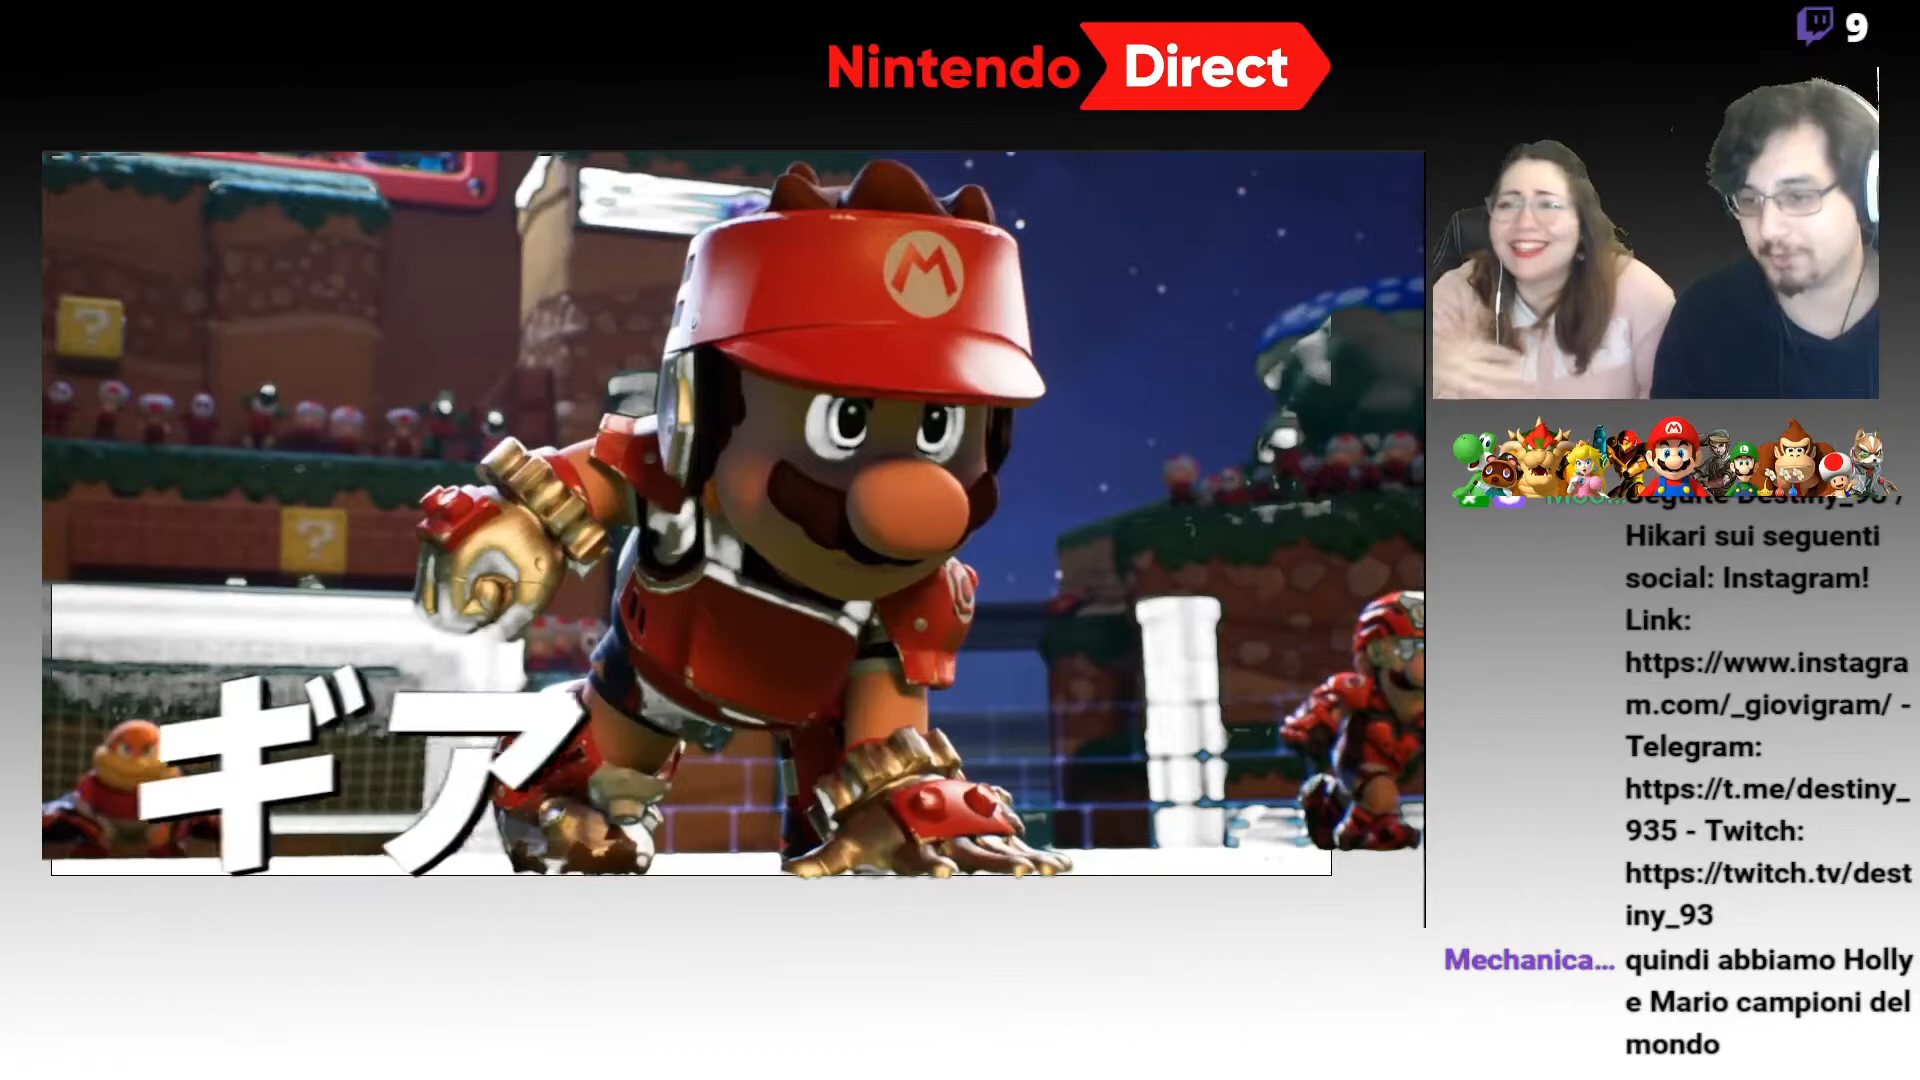 Nintendo Direct
9
M
ギア
Hikari sui seguenti
social: Instagram!
Link:
https://www.instagra
m.com/_giovigram/ -
Telegram:
https://t.me/destiny_
935 - Twitch:
https://twitch.tv/dest
iny_93
Mechanica... quindi abbiamo Holly
e Mario campioni del
mondo